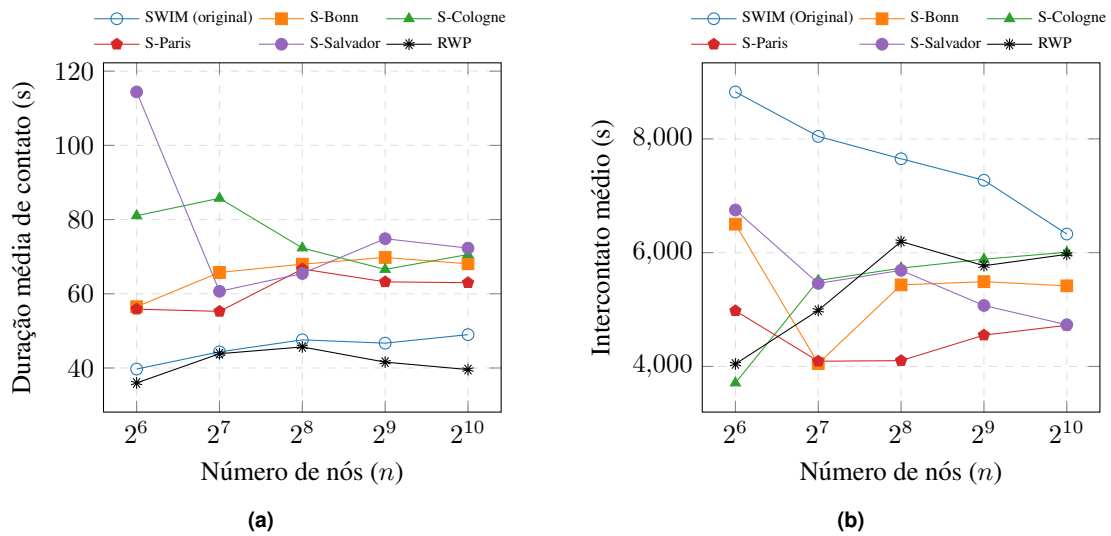 SWIM (original) S-Bonn S-Cologne
S-Paris S-Salvador RWP
120
100
80
60
40
Duração média de contato (s)
2^6 2^7 2^8 2^9 2^10
Número de nós (n)
(a)
SWIM (Original) S-Bonn S-Cologne
S-Paris S-Salvador RWP
8,000
6,000
4,000
Intercontato médio (s)
2^6 2^7 2^8 2^9 2^10
Número de nós (n)
(b)